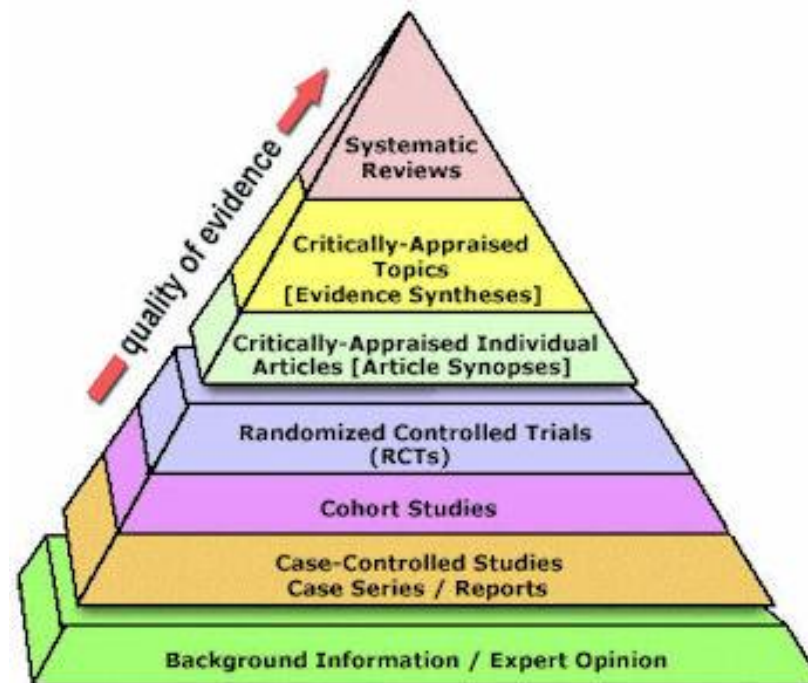 quality of evidence
Systematic
Reviews
Critically-Appraised
Topics
[Evidence Syntheses]
Critically-Appraised Individual
Articles [Article Synopses]
Randomized Controlled Trials
(RCTs)
Cohort Studies
Case-Controlled Studies
Case Series / Reports
Background Information / Expert Opinion